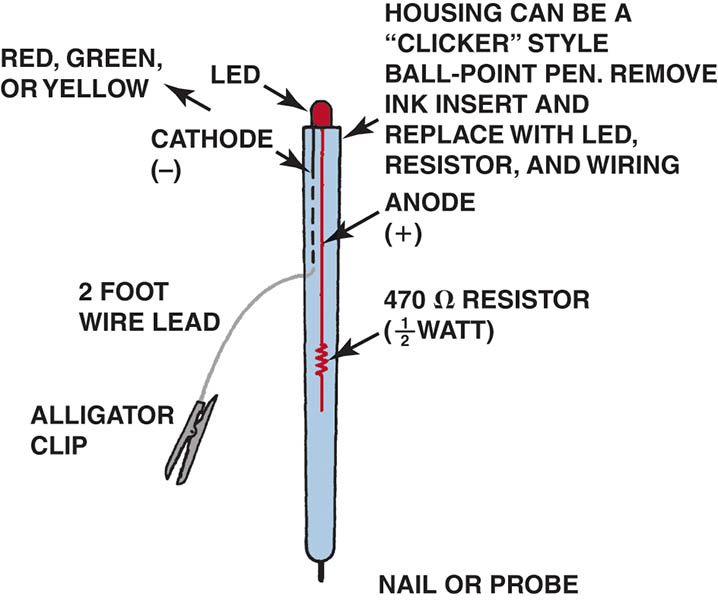 HOUSING CAN BE A
“CLICKER” STYLE
BALL-POINT PEN. REMOVE
INK INSERT AND
REPLACE WITH LED,
RESISTOR, AND WIRING
RED, GREEN,
OR YELLOW
LED
CATHODE
(–)
ANODE
(+)
2 FOOT
WIRE LEAD
470 Ω RESISTOR
(1/2 WATT)
ALLIGATOR
CLIP
NAIL OR PROBE